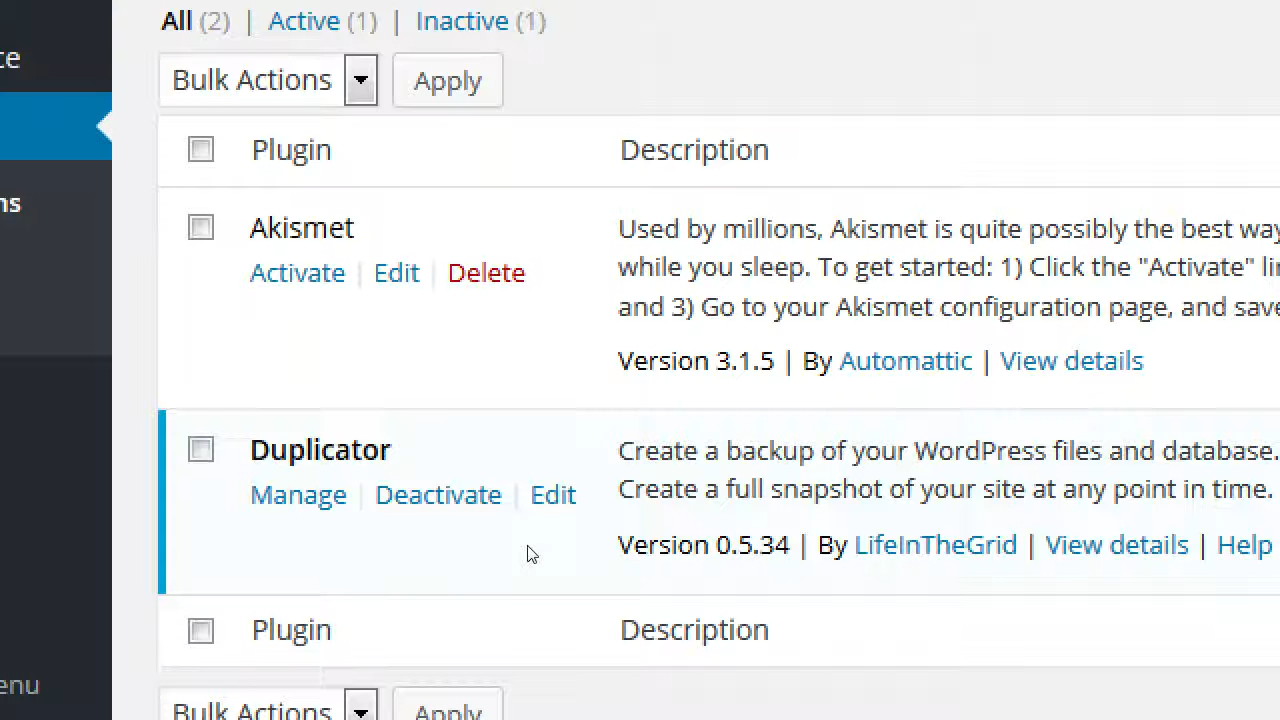 All (2) | Active (1) | Inactive (1)
ce
Bulk Actions Apply
Plugin Description
ns
Akismet
Activate | Edit | Delete
Used by millions, Akismet is quite possibly the best way
while you sleep. To get started: 1) Click the "Activate" li
and 3) Go to your Akismet configuration page, and save
Version 3.1.5 | By Automattic | View details
Duplicator
Manage | Deactivate | Edit
Create a backup of your WordPress files and database.
Create a full snapshot of your site at any point in time.
Version 0.5.34 | By LifeInTheGrid | View details | Help
Plugin Description
enu
Bulk Actions Apply